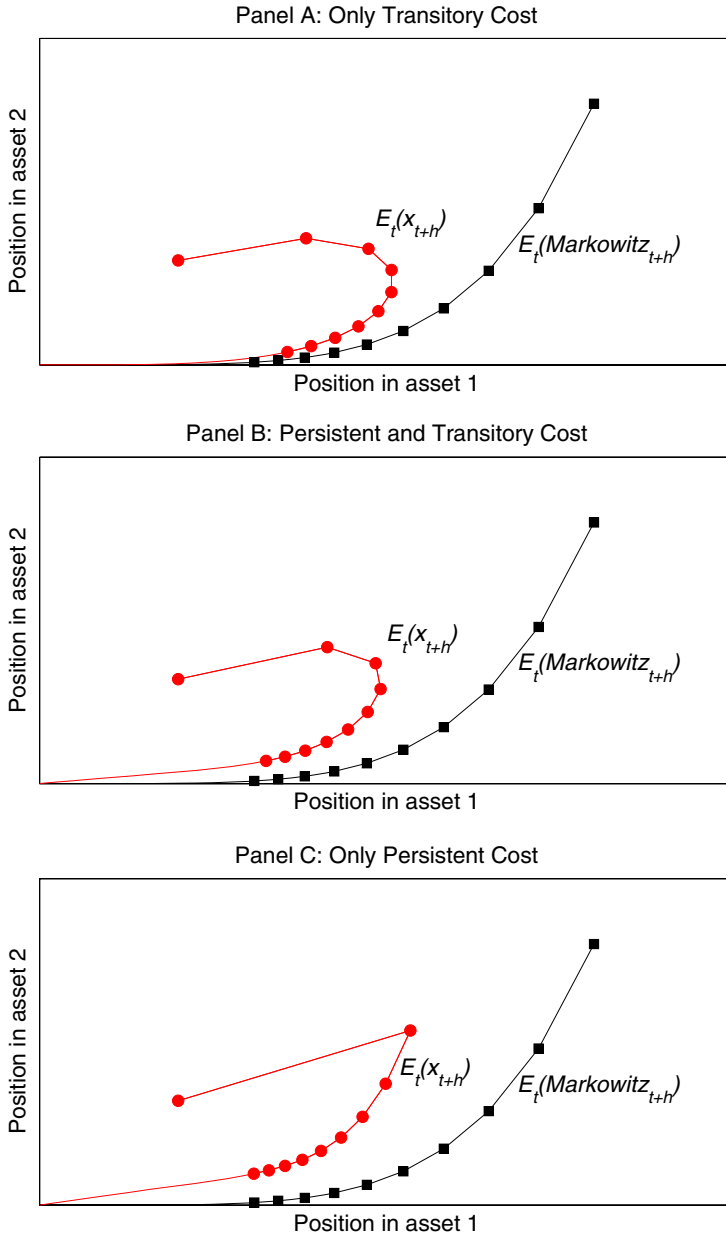 Panel A: Only Transitory Cost
Position in asset 2
E_t(x_{t+h})
E_t(Markowitz_{t+h})
Position in asset 1
Panel B: Persistent and Transitory Cost
Position in asset 2
E_t(x_{t+h})
E_t(Markowitz_{t+h})
Position in asset 1
Panel C: Only Persistent Cost
Position in asset 2
E_t(x_{t+h})
E_t(Markowitz_{t+h})
Position in asset 1